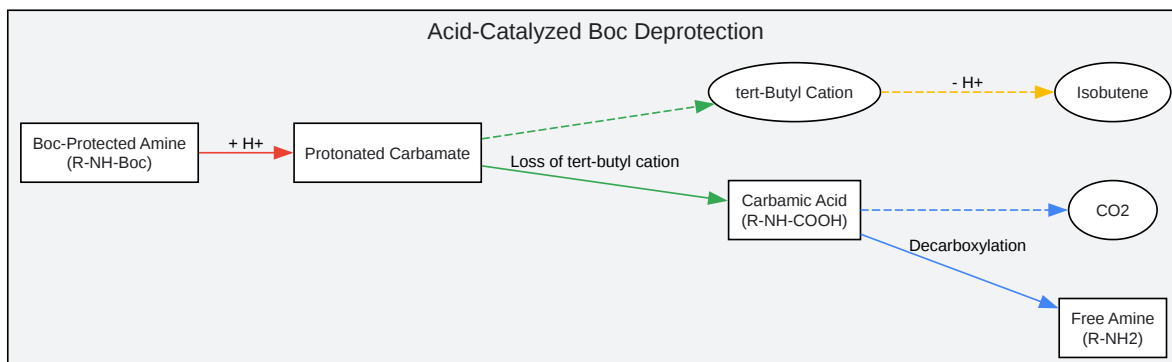 Acid-Catalyzed Boc Deprotection
tert-Butyl Cation
- H+
Isobutene
Boc-Protected Amine
(R-NH-Boc)
+ H+
Protonated Carbamate
Loss of tert-butyl cation
Carbamic Acid
(R-NH-COOH)
CO2
Decarboxylation
Free Amine
(R-NH2)